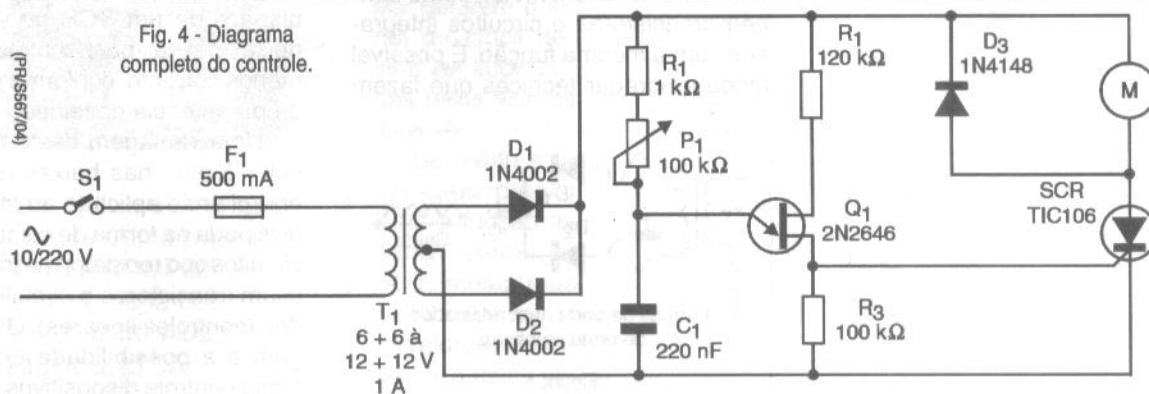 Fig. 4 - Diagrama
completo do controle.
(PR/S567/04)
S1
10/220 V
F1
500 mA
T1
6 + 6 à
12 + 12 V
1 A
D1
1N4002
D2
1N4002
R1
1 kΩ
P1
100 kΩ
C1
220 nF
R1
120 kΩ
Q1
2N2646
R3
100 kΩ
D3
1N4148
M
SCR
TIC106